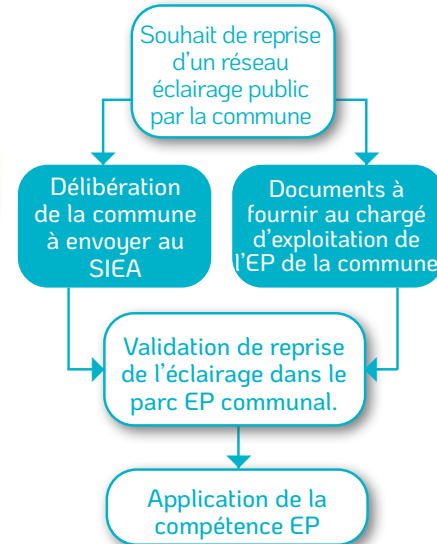 Souhait de reprise
d'un réseau
éclairage public
par la commune
Délibération
de la commune
à envoyer au
SIEA
Documents à
fournir au chargé
d'exploitation de
l'EP de la commune
Validation de reprise
de l'éclairage dans le
parc EP communal.
Application de la
compétence EP